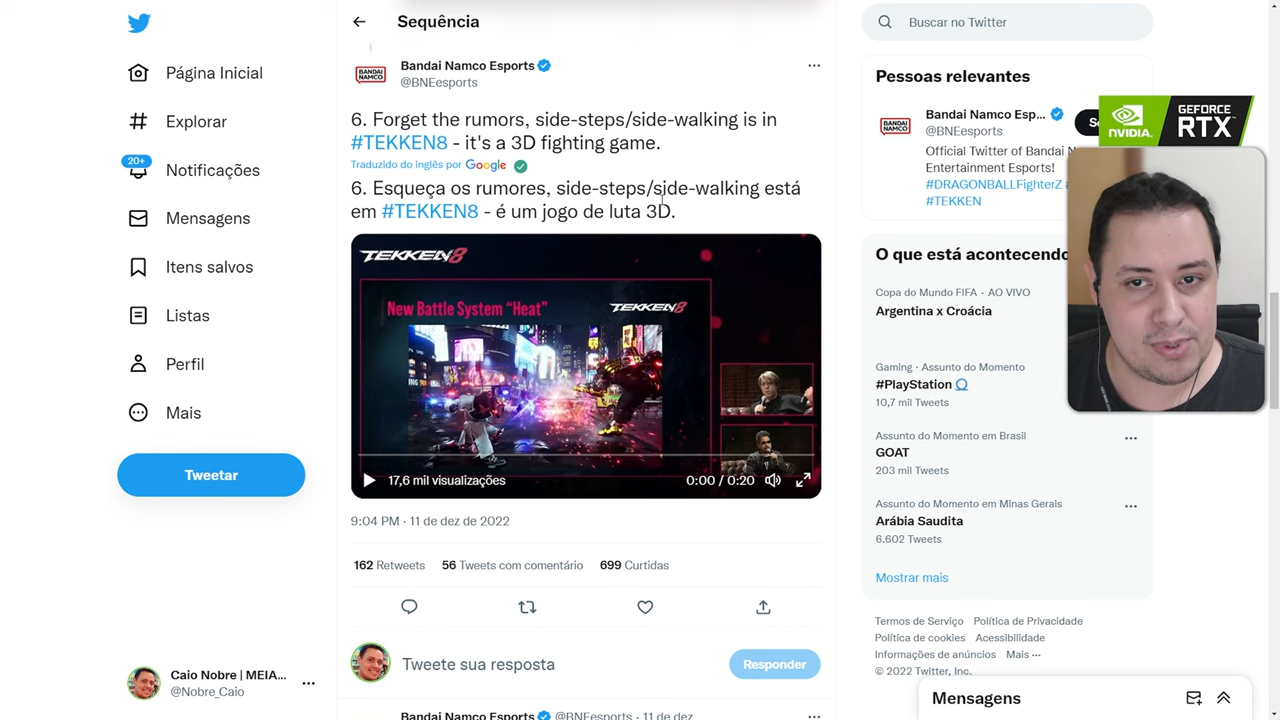 Sequência
Buscar no Twitter
Página Inicial
Explorar
20+
Notificações
Mensagens
Itens salvos
Listas
Perfil
Mais
Tweetar
Caio Nobre | MEIA...
@Nobre_Caio
BANDAI NAMCO
Bandai Namco Esports
@BNEesports
6. Forget the rumors, side-steps/side-walking is in
#TEKKEN8 - it's a 3D fighting game.
Traduzido do inglês por Google
6. Esqueça os rumores, side-steps/side-walking está
em #TEKKEN8 - é um jogo de luta 3D.
TEKKEN 8
New Battle System "Heat"
TEKKEN 8
17,6 mil visualizações
0:00 / 0:20
9:04 PM · 11 de dez de 2022
162 Retweets 56 Tweets com comentário 699 Curtidas
Tweete sua resposta
Responder
Bandai Namco Esports @BNEesports · 11 de dez
Pessoas relevantes
BANDAI NAMCO
Bandai Namco Esp...
@BNEesports
Official Twitter of Bandai N
Entertainment Esports!
#DRAGONBALLFighterZ #
#TEKKEN
NVIDIA.
GEFORCE
RTX
O que está acontecendo
Copa do Mundo FIFA · AO VIVO
Argentina x Croácia
Gaming · Assunto do Momento
#PlayStation
10,7 mil Tweets
Assunto do Momento em Brasil
GOAT
203 mil Tweets
Assunto do Momento em Minas Gerais
Arábia Saudita
6.602 Tweets
Mostrar mais
Termos de Serviço Política de Privacidade
Política de cookies Acessibilidade
Informações de anúncios Mais ···
© 2022 Twitter, Inc.
Mensagens